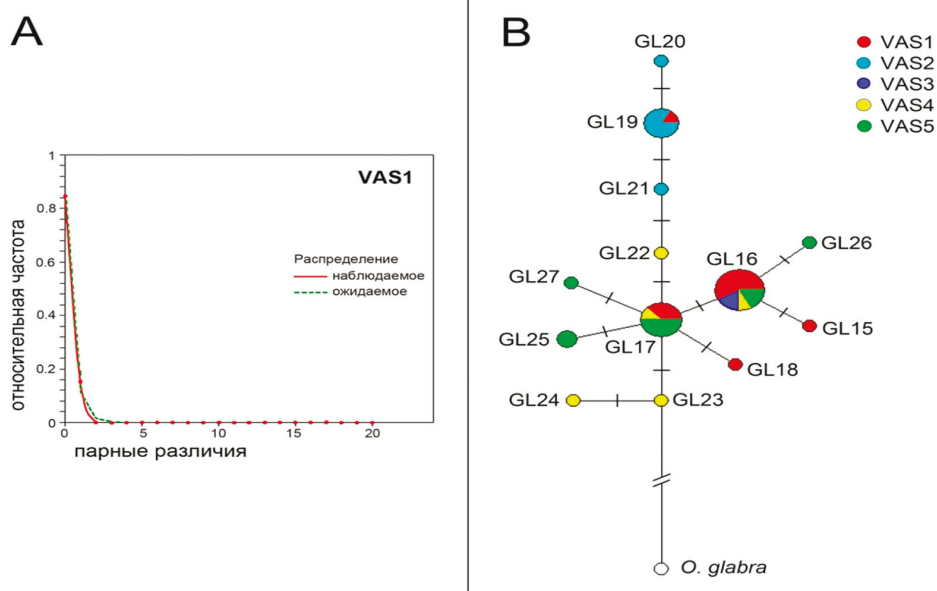 A
VAS1
относительная частота
1
0.8
0.6
0.4
0.2
0
Распределение
наблюдаемое
ожидаемое
0 5 10 15 20
парные различия
B
VAS1
VAS2
VAS3
VAS4
VAS5
GL20
GL19
GL21
GL22
GL26
GL16
GL27
GL15
GL25
GL17
GL18
GL24
GL23
O. glabra